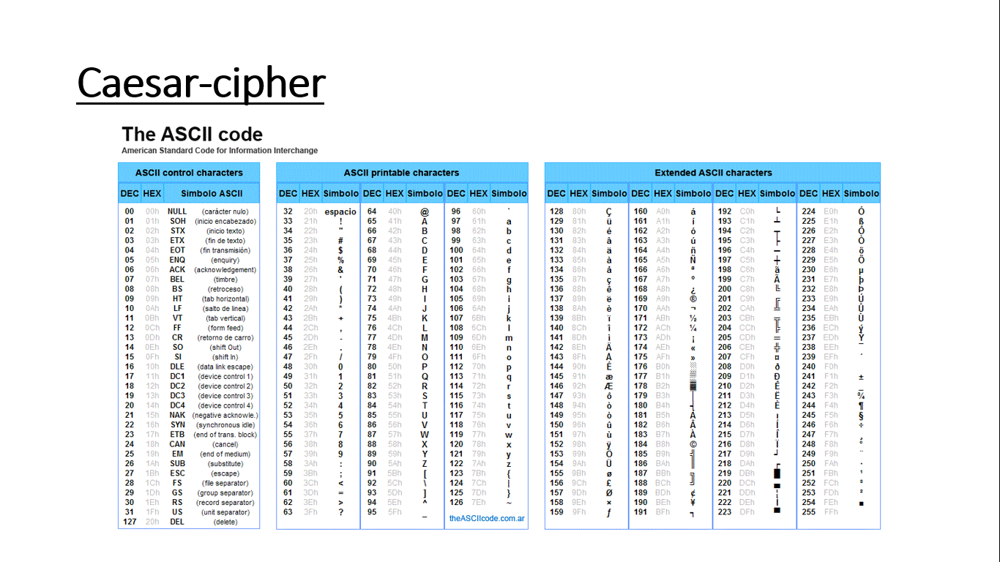 Caesar-cipher
The ASCII code
American Standard Code for Information Interchange
ASCII control characters ASCII printable characters Extended ASCII characters
DEC HEX Simbolo ASCII DEC HEX Simbolo DEC HEX Simbolo DEC HEX Simbolo DEC HEX Simbolo DEC HEX Simbolo DEC HEX Simbolo DEC HEX Simbolo
00 00h NULL (carácter nulo) 32 20h espacio 64 40h @ 96 60h ` 128 80h Ç 160 A0h á 192 C0h └ 224 E0h Ó
01 01h SOH (inicio encabezado) 33 21h ! 65 41h A 97 61h a 129 81h ü 161 A1h í 193 C1h ┴ 225 E1h ß
02 02h STX (inicio texto) 34 22h " 66 42h B 98 62h b 130 82h é 162 A2h ó 194 C2h ┬ 226 E2h Ô
03 03h ETX (fin de texto) 35 23h # 67 43h C 99 63h c 131 83h â 163 A3h ú 195 C3h ├ 227 E3h Ò
04 04h EOT (fin transmisión) 36 24h $ 68 44h D 100 64h d 132 84h ä 164 A4h ñ 196 C4h ─ 228 E4h õ
05 05h ENQ (enquiry) 37 25h % 69 45h E 101 65h e 133 85h à 165 A5h Ñ 197 C5h ┼ 229 E5h Õ
06 06h ACK (acknowledgement) 38 26h & 70 46h F 102 66h f 134 86h å 166 A6h ª 198 C6h ã 230 E6h µ
07 07h BEL (timbre) 39 27h ' 71 47h G 103 67h g 135 87h ç 167 A7h º 199 C7h Ã 231 E7h þ
08 08h BS (retroceso) 40 28h ( 72 48h H 104 68h h 136 88h ê 168 A8h ¿ 200 C8h ╚ 232 E8h Þ
09 09h HT (tab horizontal) 41 29h ) 73 49h I 105 69h i 137 89h ë 169 A9h ® 201 C9h ╔ 233 E9h Ú
10 0Ah LF (salto de linea) 42 2Ah * 74 4Ah J 106 6Ah j 138 8Ah è 170 AAh ¬ 202 CAh ╩ 234 EAh Û
11 0Bh VT (tab vertical) 43 2Bh + 75 4Bh K 107 6Bh k 139 8Bh ï 171 ABh ½ 203 CBh ╦ 235 EBh Ù
12 0Ch FF (form feed) 44 2Ch , 76 4Ch L 108 6Ch l 140 8Ch î 172 ACh ¼ 204 CCh ╠ 236 ECh ý
13 0Dh CR (retorno de carro) 45 2Dh - 77 4Dh M 109 6Dh m 141 8Dh ì 173 ADh ¡ 205 CDh ═ 237 EDh Ý
14 0Eh SO (shift Out) 46 2Eh . 78 4Eh N 110 6Eh n 142 8Eh Ä 174 AEh « 206 CEh ╬ 238 EEh ¯
15 0Fh SI (shift In) 47 2Fh / 79 4Fh O 111 6Fh o 143 8Fh Å 175 AFh » 207 CFh ¤ 239 EFh ´
16 10h DLE (data link escape) 48 30h 0 80 50h P 112 70h p 144 90h É 176 B0h ░ 208 D0h ð 240 F0h
17 11h DC1 (device control 1) 49 31h 1 81 51h Q 113 71h q 145 91h æ 177 B1h ▒ 209 D1h Ð 241 F1h ±
18 12h DC2 (device control 2) 50 32h 2 82 52h R 114 72h r 146 92h Æ 178 B2h ▓ 210 D2h Ê 242 F2h ‗
19 13h DC3 (device control 3) 51 33h 3 83 53h S 115 73h s 147 93h ô 179 B3h │ 211 D3h Ë 243 F3h ¾
20 14h DC4 (device control 4) 52 34h 4 84 54h T 116 74h t 148 94h ò 180 B4h ┤ 212 D4h È 244 F4h ¶
21 15h NAK (negative acknowle.) 53 35h 5 85 55h U 117 75h u 149 95h ò 181 B5h Á 213 D5h ı 245 F5h §
22 16h SYN (synchronous idle) 54 36h 6 86 56h V 118 76h v 150 96h û 182 B6h Â 214 D6h Í 246 F6h ÷
23 17h ETB (end of trans. block) 55 37h 7 87 57h W 119 77h w 151 97h ù 183 B7h À 215 D7h Î 247 F7h ¸
24 18h CAN (cancel) 56 38h 8 88 58h X 120 78h x 152 98h ÿ 184 B8h © 216 D8h Ï 248 F8h °
25 19h EM (end of medium) 57 39h 9 89 59h Y 121 79h y 153 99h Ö 185 B9h ╣ 217 D9h ┘ 249 F9h ¨
26 1Ah SUB (substitute) 58 3Ah : 90 5Ah Z 122 7Ah z 154 9Ah Ü 186 BAh ║ 218 DAh ┌ 250 FAh ·
27 1Bh ESC (escape) 59 3Bh ; 91 5Bh [ 123 7Bh { 155 9Bh ø 187 BBh ╗ 219 DBh █ 251 FBh ¹
28 1Ch FS (file separator) 60 3Ch < 92 5Ch \ 124 7Ch | 156 9Ch £ 188 BCh ╝ 220 DCh ▄ 252 FCh ³
29 1Dh GS (group separator) 61 3Dh = 93 5Dh ] 125 7Dh } 157 9Dh Ø 189 BDh ¢ 221 DDh ¦ 253 FDh ²
30 1Eh RS (record separator) 62 3Eh > 94 5Eh ^ 126 7Eh ~ 158 9Eh × 190 BEh ¥ 222 DEh Ì 254 FEh ■
31 1Fh US (unit separator) 63 3Fh ? 95 5Fh _ 159 9Fh ƒ 191 BFh ┐ 223 DFh ▀ 255 FFh
127 20h DEL (delete) theASCIIcode.com.ar